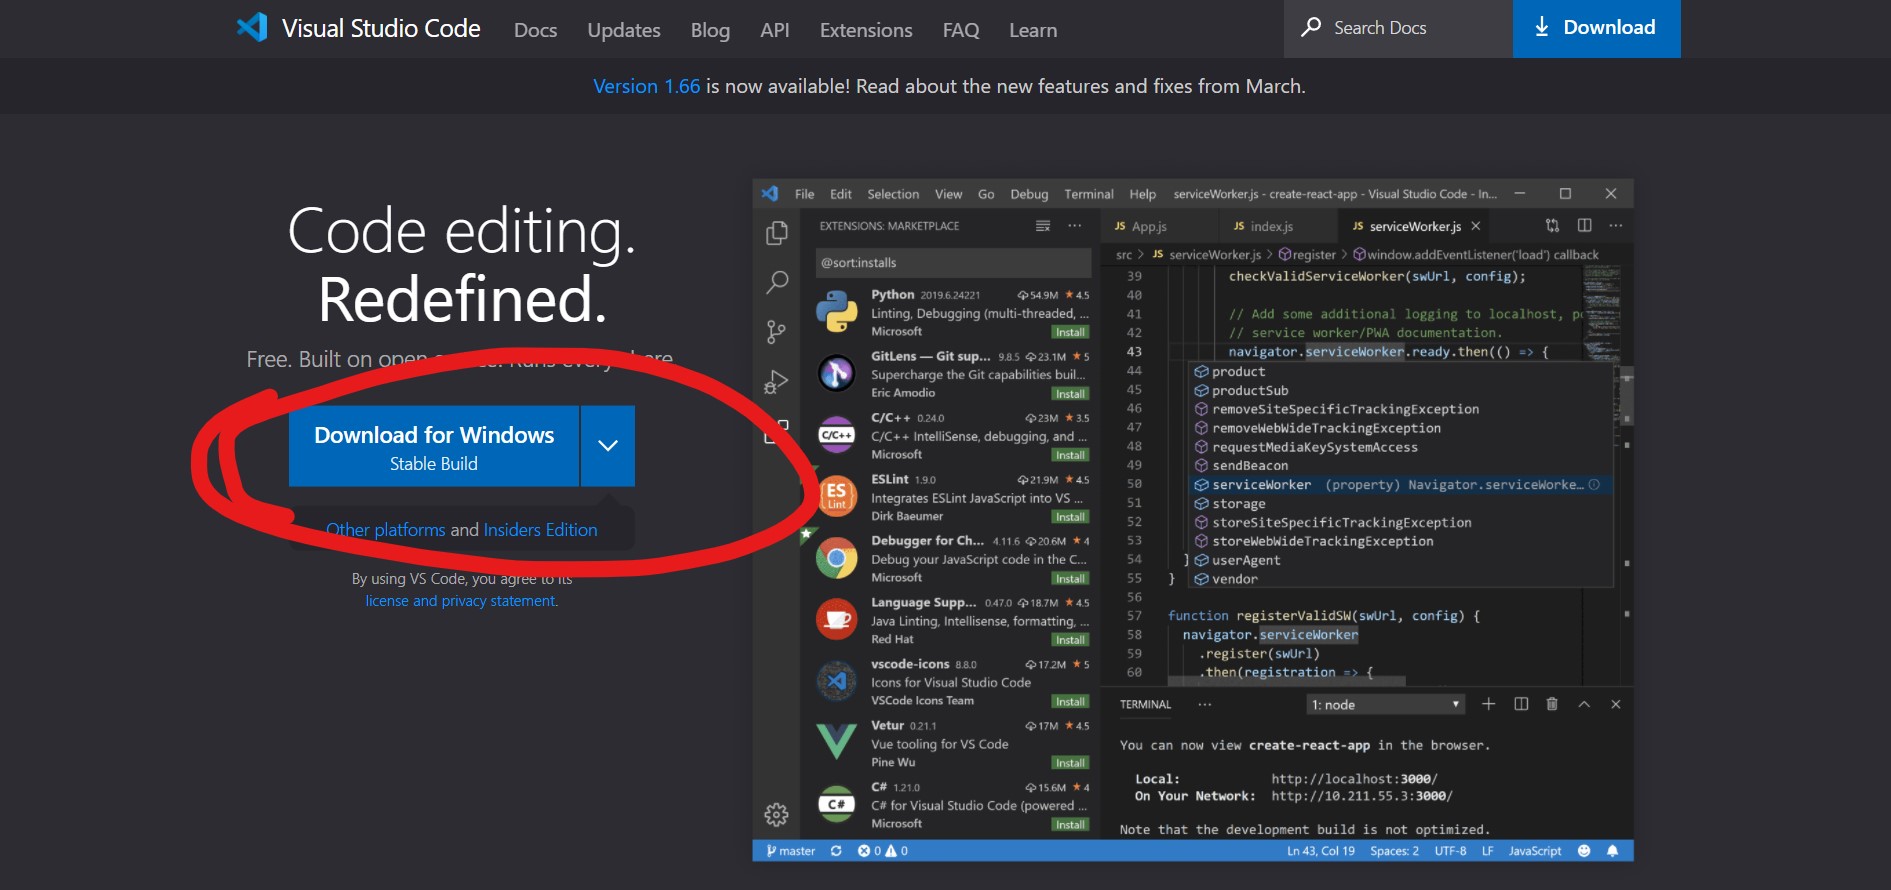 Visual Studio Code Docs Updates Blog API Extensions FAQ Learn Search Docs Download
Version 1.66 is now available! Read about the new features and fixes from March.
Code editing.
Redefined.
Free. Built on open
Download for Windows
Stable Build
Other platforms and Insiders Edition
By using VS Code, you agree to its
license and privacy statement.
File Edit Selection View Go Debug Terminal Help serviceWorker.js - create-react-app - Visual Studio Code - In...
EXTENSIONS: MARKETPLACE
@sort:installs
Python 2019.6.24221 54.9M ★ 4.5
Linting, Debugging (multi-threaded, ...
Microsoft Install
GitLens — Git sup... 9.8.5 23.1M ★ 5
Supercharge the Git capabilities buil...
Eric Amodio Install
C/C++ 0.24.0 23M ★ 3.5
C/C++
C/C++ IntelliSense, debugging, and ...
Microsoft Install
ESLint 1.9.0 21.9M ★ 4.5
ES
Lint
Integrates ESLint JavaScript into VS ...
Dirk Baeumer Install
Debugger for Ch... 4.11.6 20.6M ★ 4
Debug your JavaScript code in the C...
Microsoft Install
Language Supp... 0.47.0 18.7M ★ 4.5
Java Linting, Intellisense, formatting, ...
Red Hat Install
vscode-icons 8.8.0 17.2M ★ 5
Icons for Visual Studio Code
VSCode Icons Team Install
Vetur 0.21.1 17M ★ 4.5
Vue tooling for VS Code
Pine Wu Install
C# 1.21.0 15.6M ★ 4
C#
C# for Visual Studio Code (powered ...
Microsoft Install
JS App.js JS index.js JS serviceWorker.js
src > JS serviceWorker.js > register > window.addEventListener('load') callback
39 checkValidServiceWorker(swUrl, config);
40
41 // Add some additional logging to localhost,
42 // service worker/PWA documentation.
43 navigator.serviceWorker.ready.then(() => {
44 product
45 productSub
46 removeSiteSpecificTrackingException
47 removeWebWideTrackingException
48 requestMediaKeySystemAccess
49 sendBeacon
50 serviceWorker (property) Navigator.serviceWorke...
51 storage
52 storeSiteSpecificTrackingException
53 storeWebWideTrackingException
54 } userAgent
55 } vendor
56
57 function registerValidSW(swUrl, config) {
58 navigator.serviceWorker
59 .register(swUrl)
60 .then(registration => {
TERMINAL ... 1: node
You can now view create-react-app in the browser.
Local: http://localhost:3000/
On Your Network: http://10.211.55.3:3000/
Note that the development build is not optimized.
master 0 0 Ln 43, Col 19 Spaces: 2 UTF-8 LF JavaScript